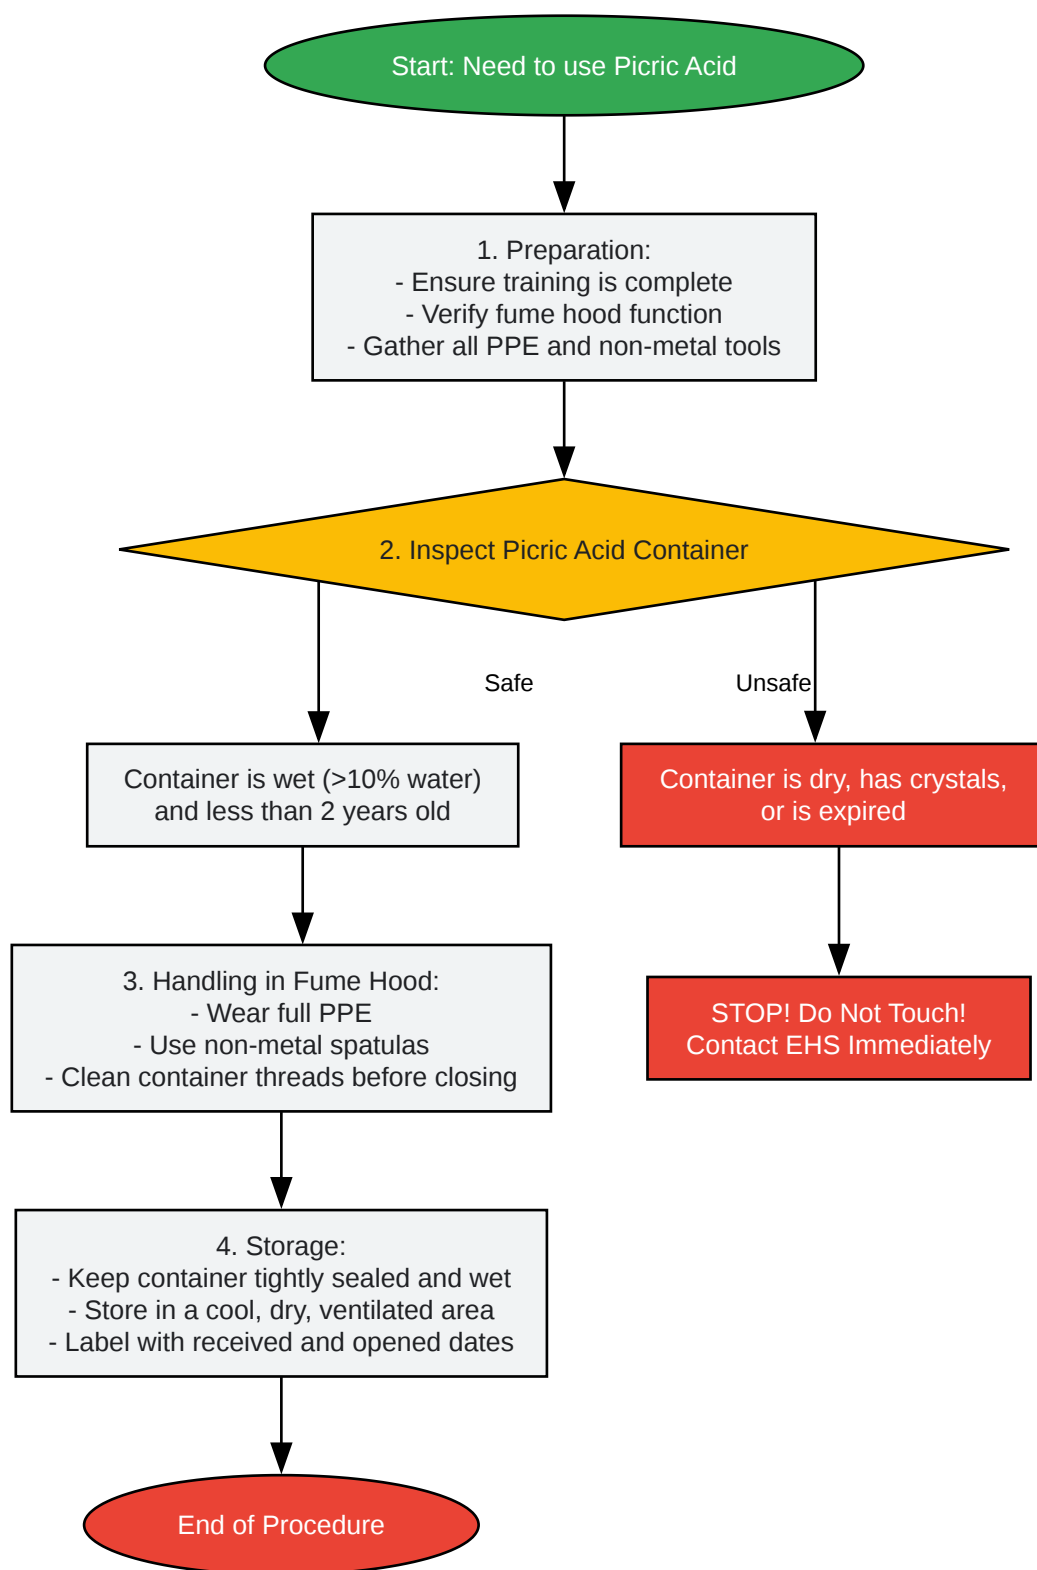 Start: Need to use Picric Acid
1. Preparation:
- Ensure training is complete
- Verify fume hood function
- Gather all PPE and non-metal tools
2. Inspect Picric Acid Container
Safe
Unsafe
Container is wet (>10% water)
and less than 2 years old
Container is dry, has crystals,
or is expired
3. Handling in Fume Hood:
- Wear full PPE
- Use non-metal spatulas
- Clean container threads before closing
STOP! Do Not Touch!
Contact EHS Immediately
4. Storage:
- Keep container tightly sealed and wet
- Store in a cool, dry, ventilated area
- Label with received and opened dates
End of Procedure